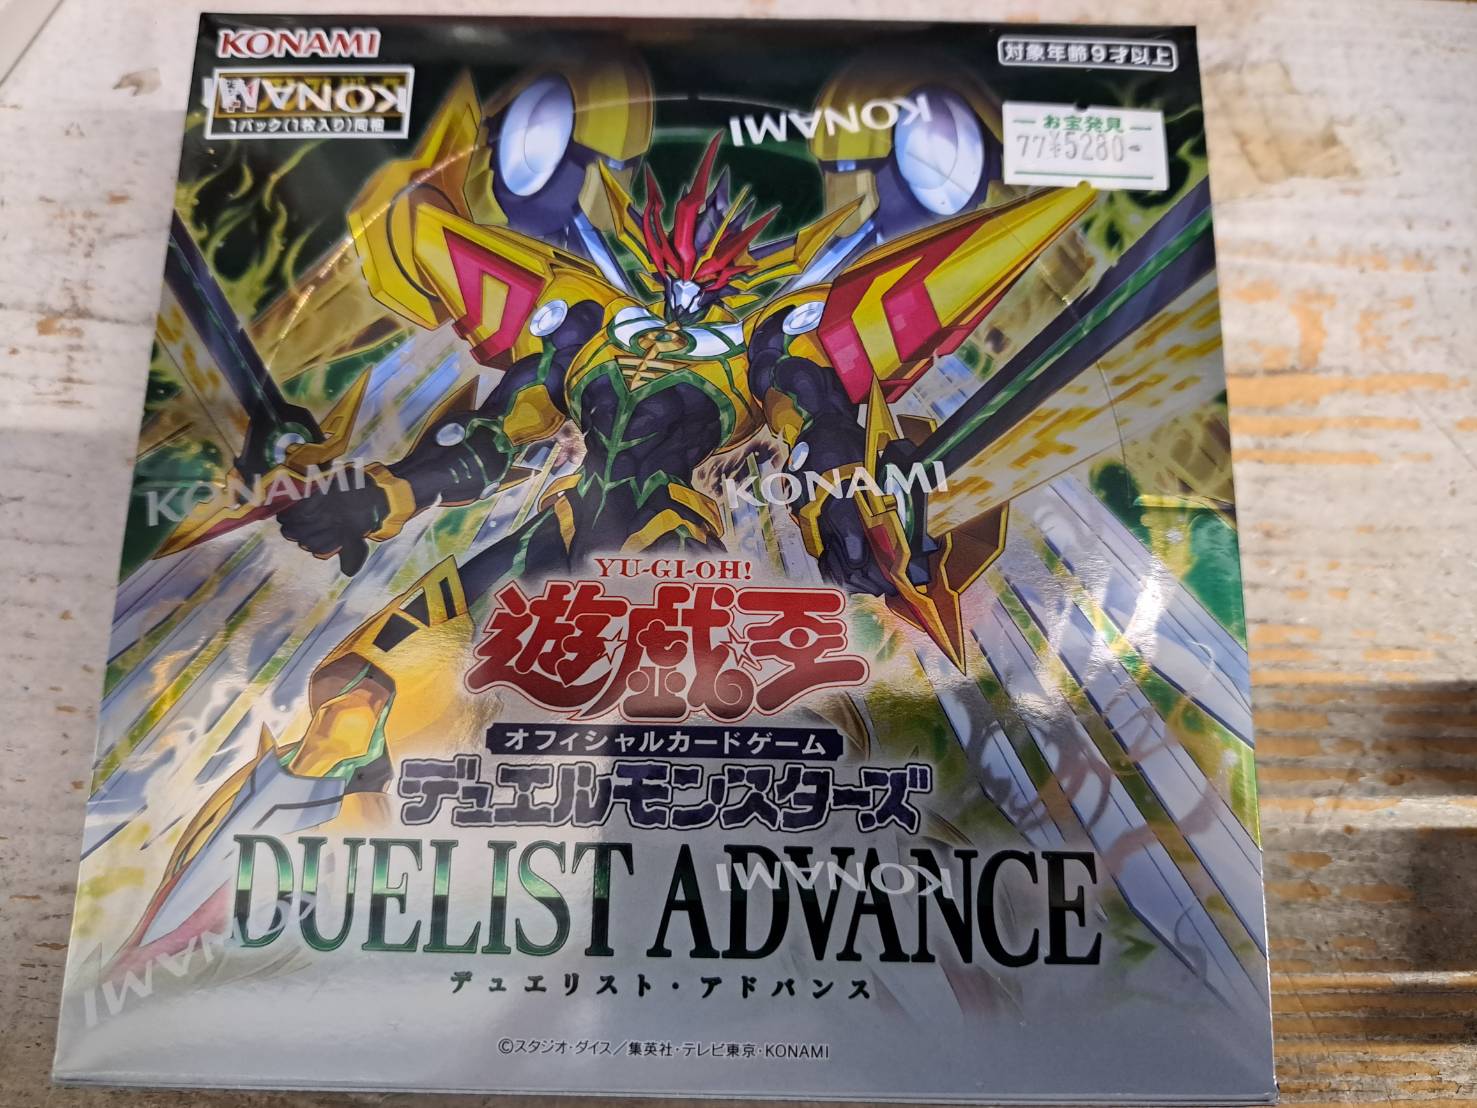 KONAMI
対象年齢9才以上
KONAMI
1パック(1枚入り)同梱
KONAMI
お宝発見
77 ¥5280-
KONAMI
KONAMI
YU-GI-OH!
遊戯王
オフィシャルカードゲーム
デュエルモンスターズ
KONAMI
DUELIST ADVANCE
KONAMI
デュエリスト・アドバンス
©スタジオ・ダイス/集英社・テレビ東京・KONAMI